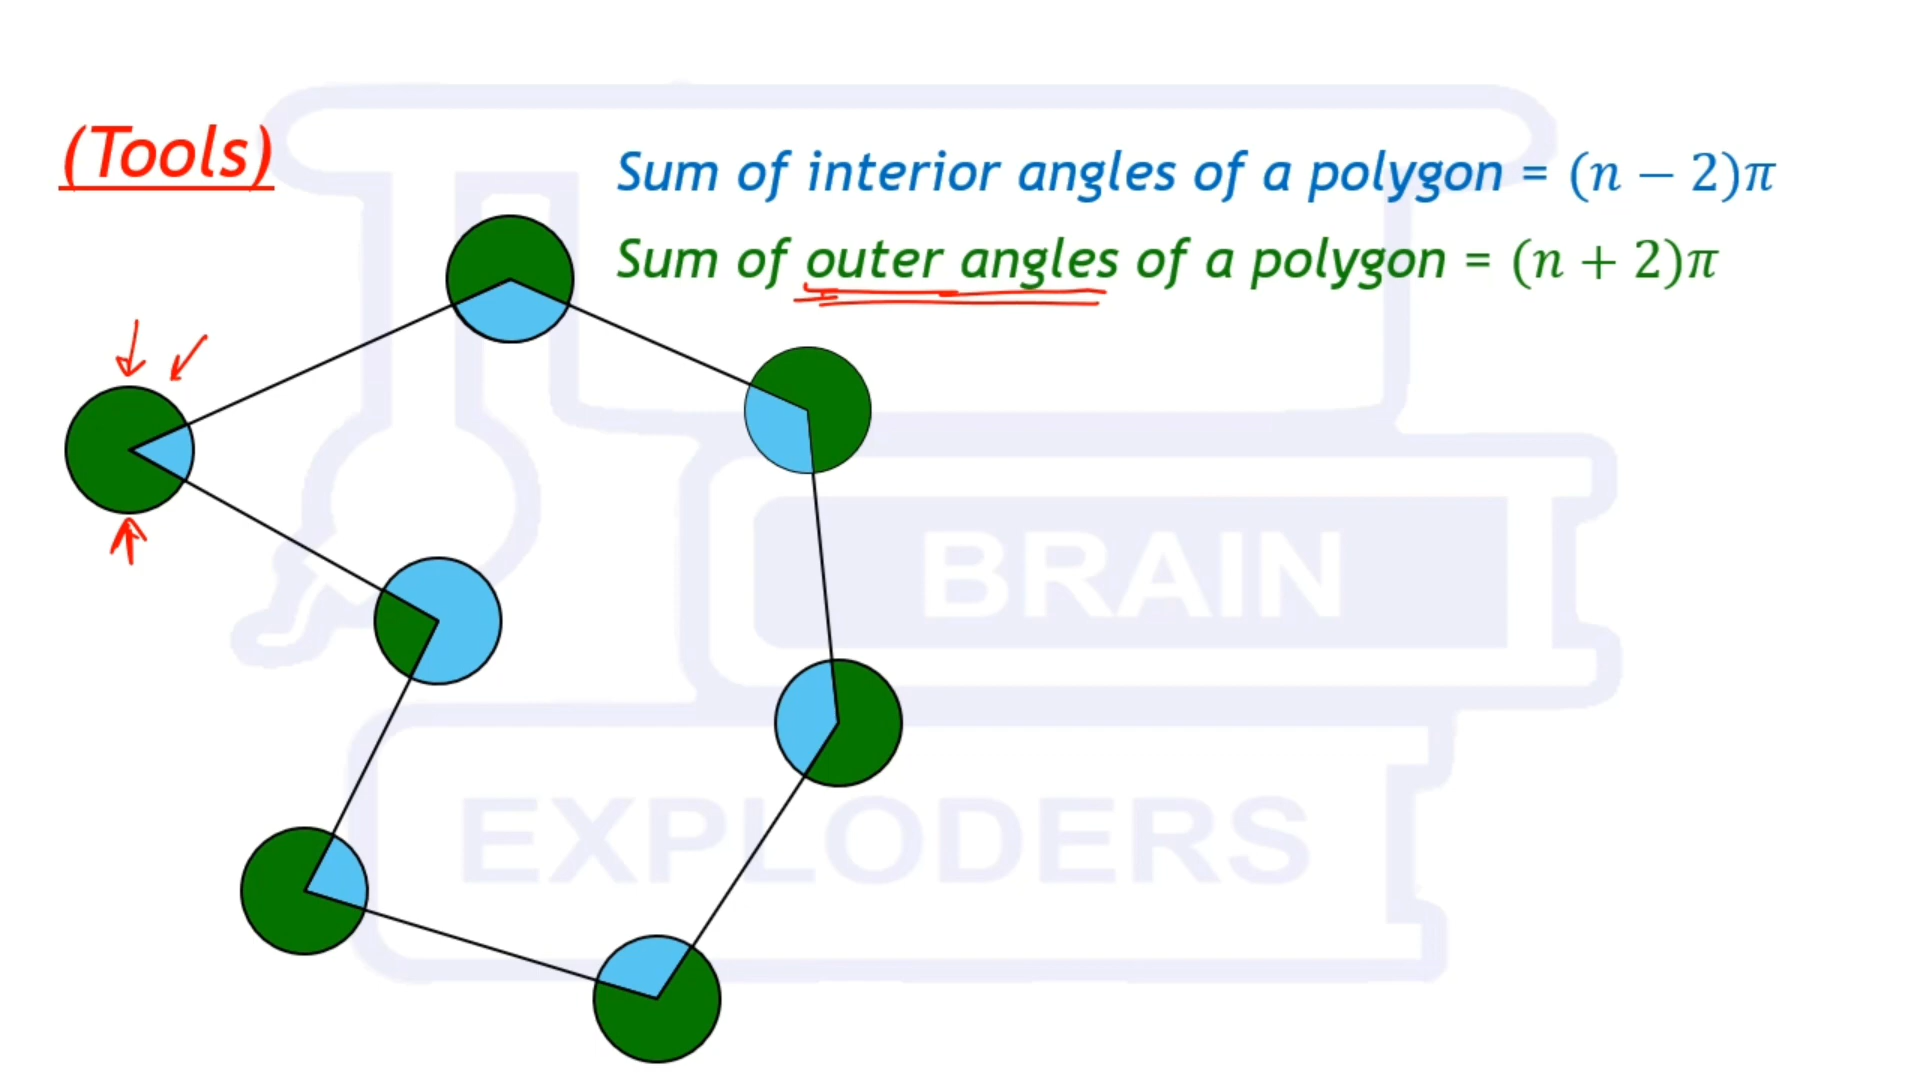 (Tools)
Sum of interior angles of a polygon = (n − 2)π
Sum of outer angles of a polygon = (n + 2)π
BRAIN
EXPLODERS